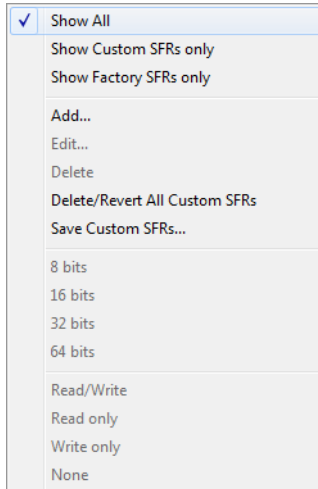 Show All
Show Custom SFRs only
Show Factory SFRs only
Add...
Edit...
Delete
Delete/Revert All Custom SFRs
Save Custom SFRs...
8 bits
16 bits
32 bits
64 bits
Read/Write
Read only
Write only
None